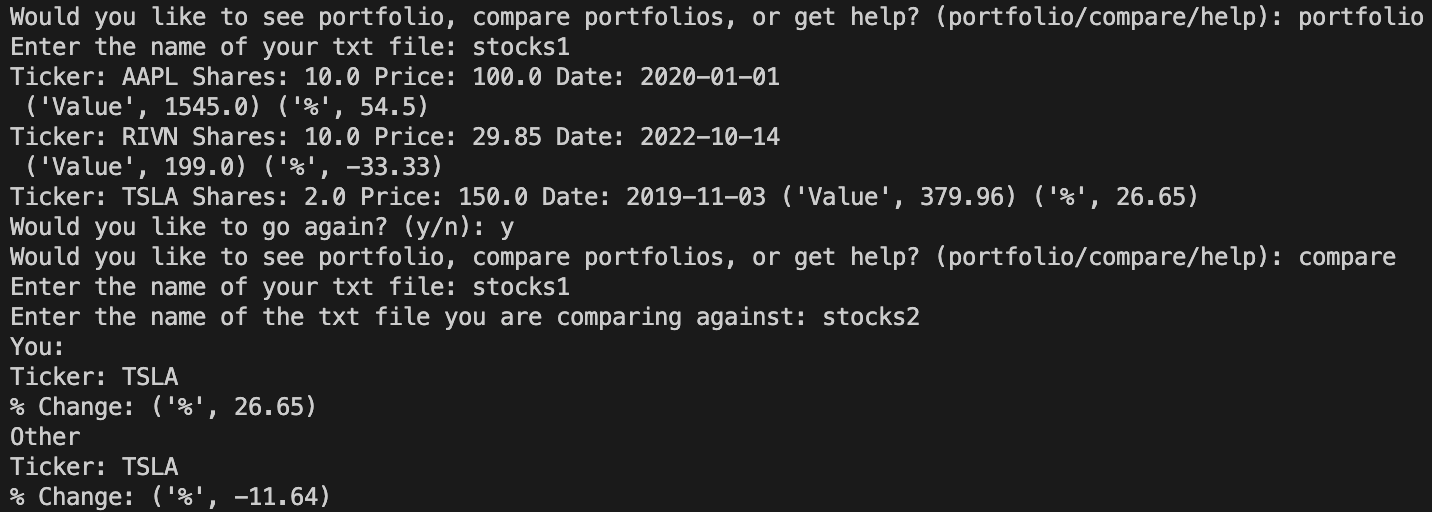 Would you like to see portfolio, compare portfolios, or get help? (portfolio/compare/help): portfolio
Enter the name of your txt file: stocks1
Ticker: AAPL Shares: 10.0 Price: 100.0 Date: 2020-01-01
 ('Value', 1545.0) ('%', 54.5)
Ticker: RIVN Shares: 10.0 Price: 29.85 Date: 2022-10-14
 ('Value', 199.0) ('%', -33.33)
Ticker: TSLA Shares: 2.0 Price: 150.0 Date: 2019-11-03 ('Value', 379.96) ('%', 26.65)
Would you like to go again? (y/n): y
Would you like to see portfolio, compare portfolios, or get help? (portfolio/compare/help): compare
Enter the name of your txt file: stocks1
Enter the name of the txt file you are comparing against: stocks2
You:
Ticker: TSLA
% Change: ('%', 26.65)
Other
Ticker: TSLA
% Change: ('%', -11.64)